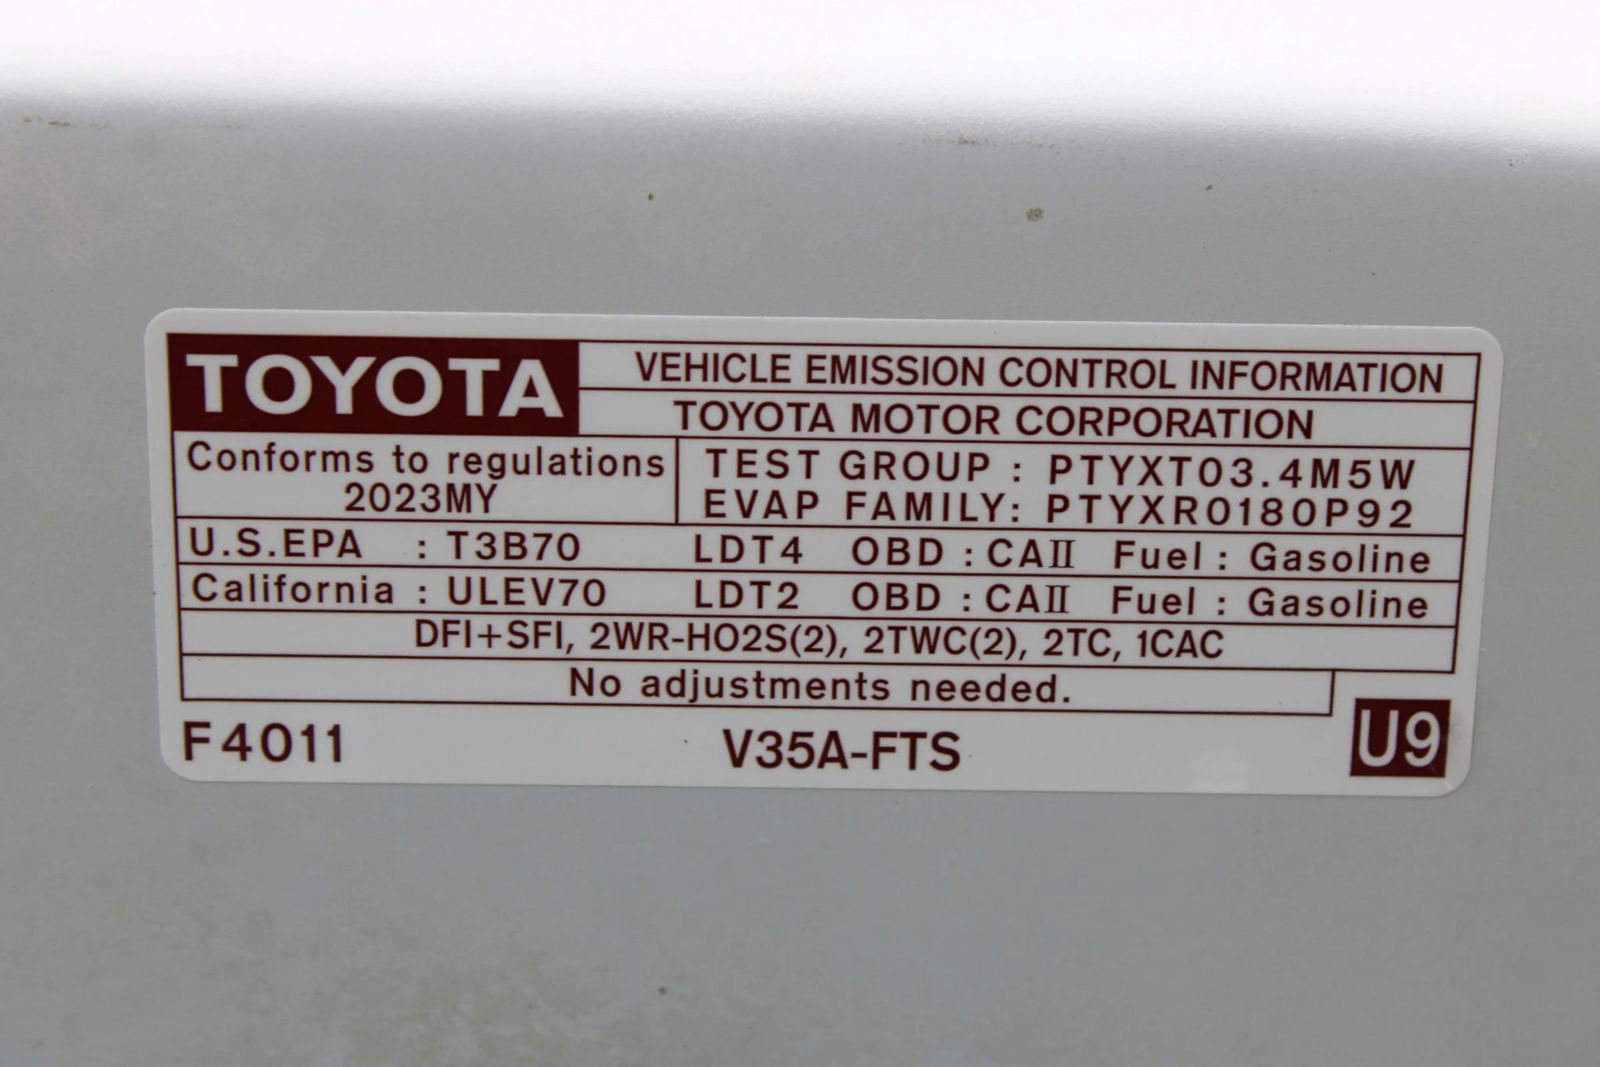 TOYOTA
VEHICLE EMISSION CONTROL INFORMATION
TOYOTA MOTOR CORPORATION
Conforms to regulations
2023MY
TEST GROUP : PTYXT03.4M5W
EVAP FAMILY: PTYXR0180P92
U.S.EPA : T3B70 LDT4 OBD : CAII Fuel : Gasoline
California : ULEV70 LDT2 OBD : CAII Fuel : Gasoline
DFI+SFI, 2WR-HO2S(2), 2TWC(2), 2TC, 1CAC
No adjustments needed.
F4011 V35A-FTS U9